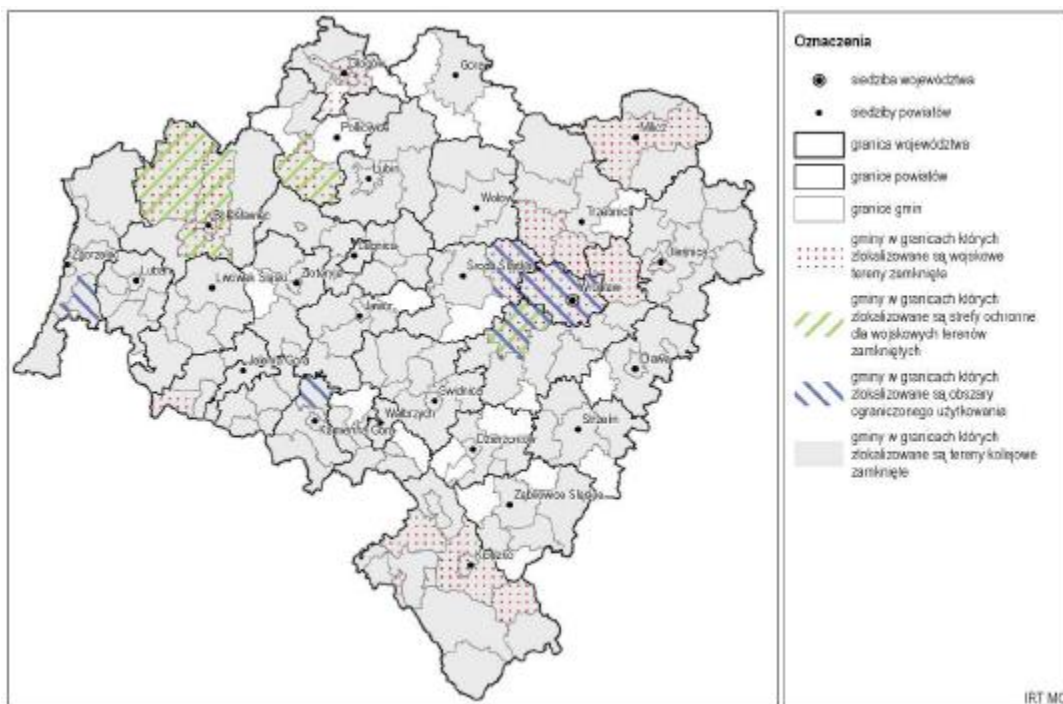 Głogów
Góra
Polkowice
Milicz
Lubin
Wołów
Trzebnica
Bolesławiec
Legnica
Oleśnica
Zgorzelec
Lubań
Lwówek Śląski
Złotoryja
Środa Śląska
Wrocław
Jawor
Jelenia Góra
Oława
Świdnica
Kamienna Góra
Wałbrzych
Strzelin
Dzierżoniów
Ząbkowice Śląskie
Kłodzko
Oznaczenia
siedziba województwa
siedziby powiatów
granica województwa
granice powiatów
granice gmin
gminy w granicach których
zlokalizowane są wojskowe
tereny zamknięte
gminy w granicach których
zlokalizowane są strefy ochronne
dla wojskowych terenów
zamkniętych
gminy w granicach których
zlokalizowane są obszary
ograniczonego użytkowania
gminy w granicach których
zlokalizowane są tereny kolejowe
zamknięte